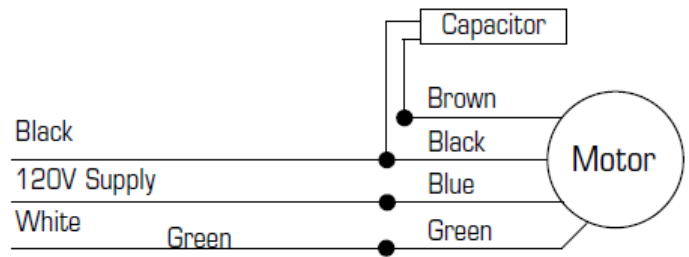 Capacitor
Brown
Black
Black
Motor
120V Supply
Blue
White
Green
Green